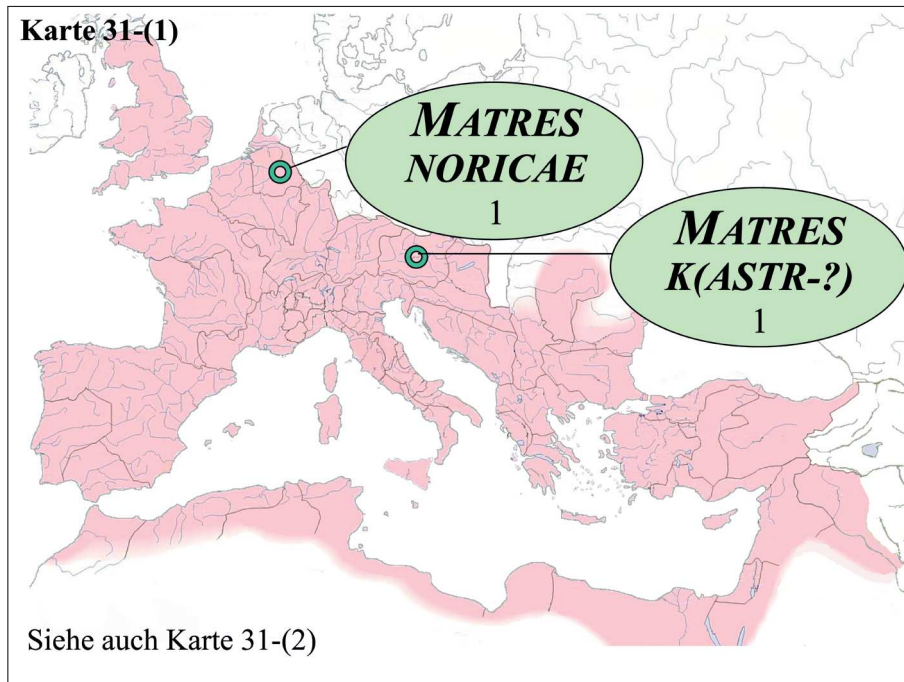 Karte 31-(1)
MATRES
NORICAE
1
MATRES
K(ASTR-?)
1
Siehe auch Karte 31-(2)